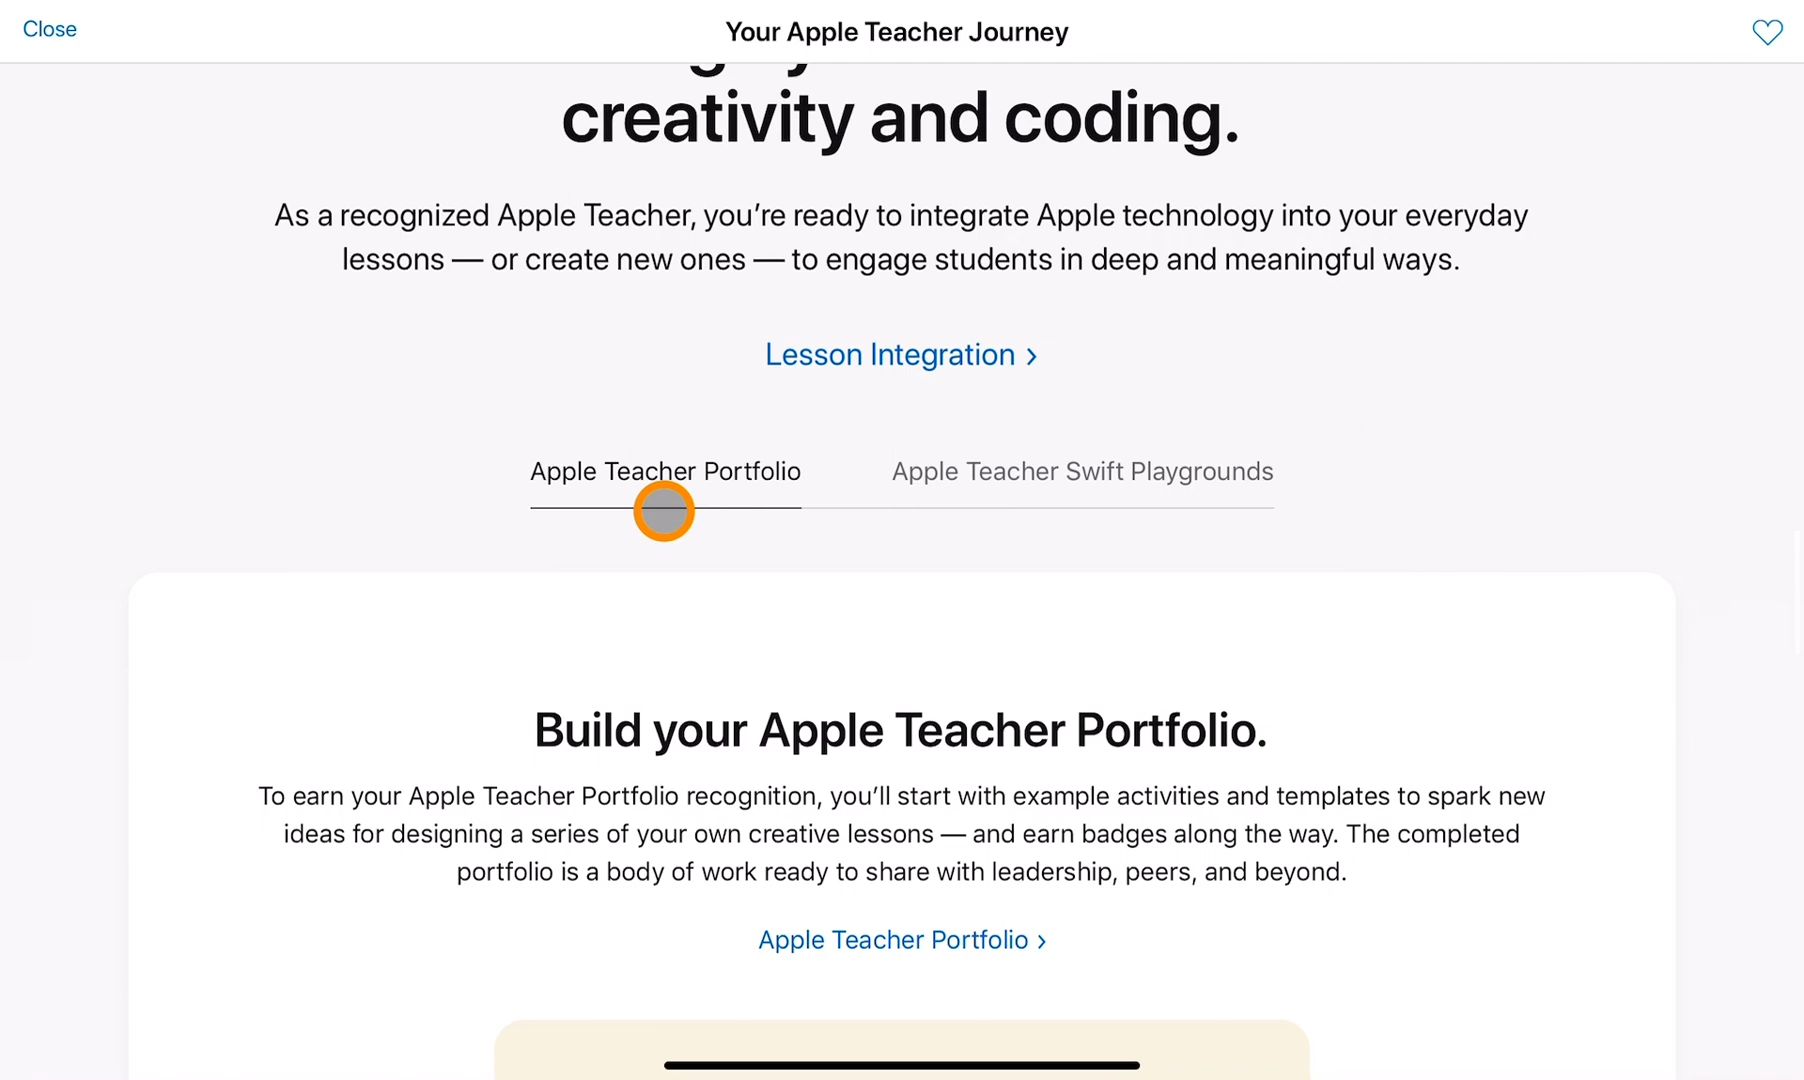 Close
Your Apple Teacher Journey
creativity and coding.
As a recognized Apple Teacher, you’re ready to integrate Apple technology into your everyday
lessons — or create new ones — to engage students in deep and meaningful ways.
Lesson Integration ›
Apple Teacher Portfolio
Apple Teacher Swift Playgrounds
Build your Apple Teacher Portfolio.
To earn your Apple Teacher Portfolio recognition, you’ll start with example activities and templates to spark new
ideas for designing a series of your own creative lessons — and earn badges along the way. The completed
portfolio is a body of work ready to share with leadership, peers, and beyond.
Apple Teacher Portfolio ›